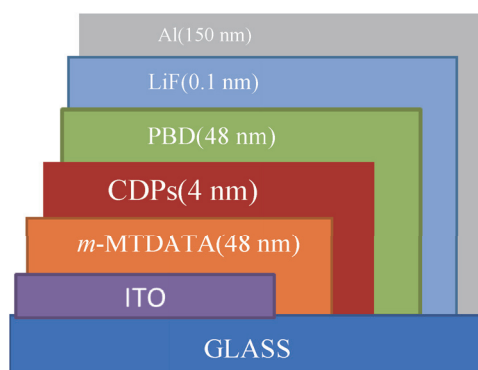 Al(150 nm)
LiF(0.1 nm)
PBD(48 nm)
CDPs(4 nm)
m-MTDATA(48 nm)
ITO
GLASS